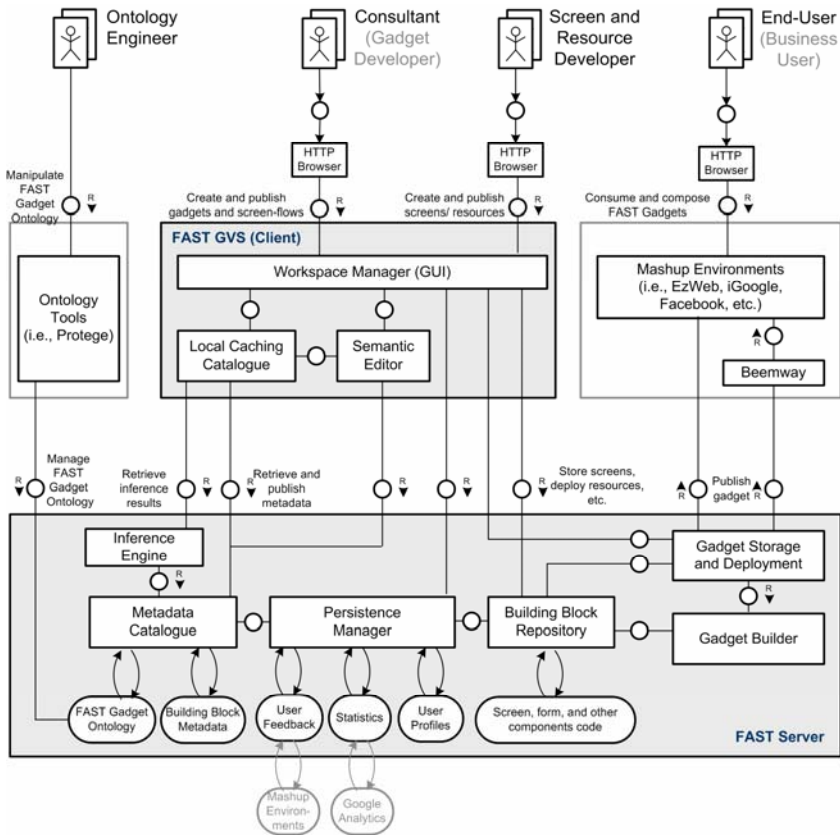 Ontology
Engineer
Consultant
(Gadget
Developer)
Screen and
Resource
Developer
End-User
(Business
User)
HTTP
Browser
HTTP
Browser
HTTP
Browser
Manipulate
FAST
Gadget
Ontology
R
Create and publish
gadgets and screen-flows
R
Create and publish
screens/ resources
R
Consume and compose
FAST Gadgets
R
FAST GVS (Client)
Workspace Manager (GUI)
Ontology
Tools
(i.e., Protege)
Local Caching
Catalogue
Semantic
Editor
Mashup Environments
(i.e., EzWeb, iGoogle,
Facebook, etc.)
R
Beemway
R
Manage
FAST
Gadget
Ontology
Retrieve
inference
results
R
R
Retrieve and
publish
metadata
R
R
R
Store screens,
deploy resources,
etc.
R
Publish
gadget
R
Inference
Engine
R
Gadget Storage
and Deployment
R
Metadata
Catalogue
Persistence
Manager
Building Block
Repository
Gadget Builder
FAST Gadget
Ontology
Building Block
Metadata
User
Feedback
Statistics
User
Profiles
Screen, form, and other
components code
FAST Server
Mashup
Environ-
ments
Google
Analytics